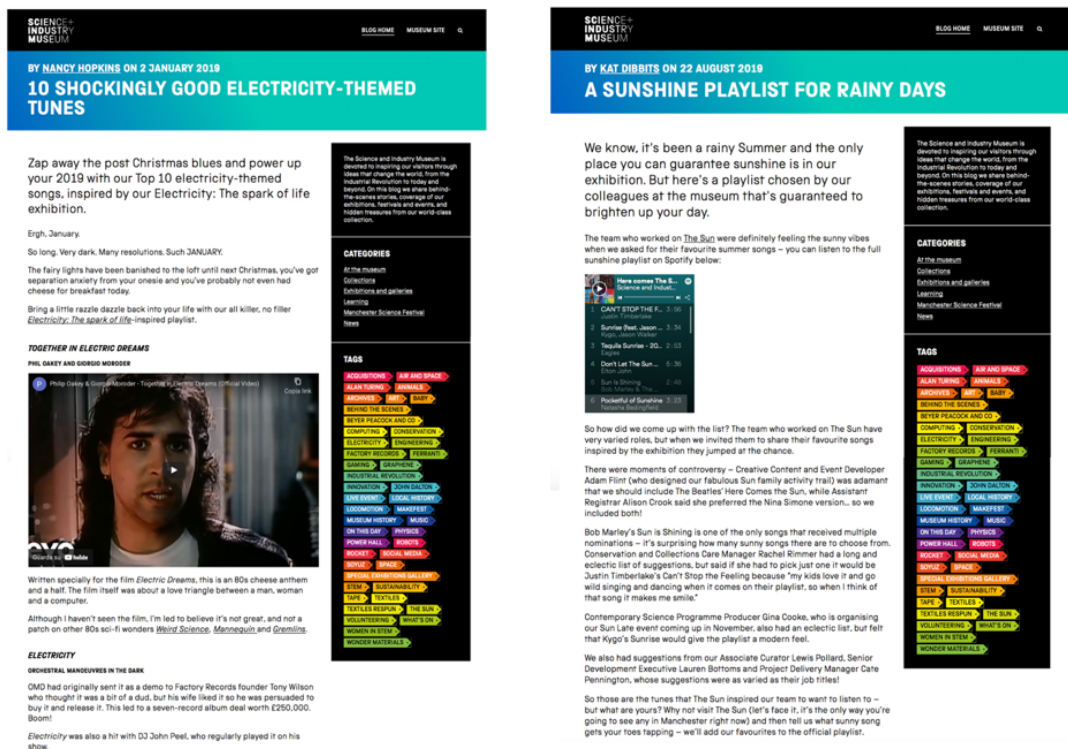 SCIENCE+
INDUSTRY
MUSEUM
BLOG HOME MUSEUM SITE
BY NANCY HOPKINS ON 2 JANUARY 2019
10 SHOCKINGLY GOOD ELECTRICITY-THEMED
TUNES
Zap away the post Christmas blues and power up
your 2019 with our Top 10 electricity-themed
songs, inspired by our Electricity: The spark of life
exhibition.
Ergh, January.
So long. Very dark. Many resolutions. Such JANUARY.
The fairy lights have been banished to the loft until next Christmas, you've got
separation anxiety from your onesie and you've probably not even had
cheese for breakfast today.
Bring a little razzle dazzle back into your life with our all killer, no filler
Electricity: The spark of life-inspired playlist.
TOGETHER IN ELECTRIC DREAMS
PHIL OAKEY AND GIORGIO MORODER
P Philip Oakey & Giorgio Moroder - Together In Electric Dreams (Official Video)
Copia link
Guarda su YouTube
Written specially for the film Electric Dreams, this is an 80s cheese anthem
and a half. The film itself was about a love triangle between a man, woman
and a computer.
Although I haven't seen the film, I'm led to believe it's not great, and not a
patch on other 80s sci-fi wonders Weird Science, Mannequin and Gremlins.
ELECTRICITY
ORCHESTRAL MANOEUVRES IN THE DARK
OMD had originally sent it as a demo to Factory Records founder Tony Wilson
who thought it was a bit of a dud, but his wife liked it so he was persuaded to
buy it and release it. This led to a seven-record album deal worth £250,000.
Boom!
Electricity was also a hit with DJ John Peel, who regularly played it on his
show.
The Science and Industry Museum is
devoted to inspiring our visitors through
ideas that change the world, from the
Industrial Revolution to today and
beyond. On this blog we share behind-
the-scenes stories, coverage of our
exhibitions, festivals and events, and
hidden treasures from our world-class
collection.
CATEGORIES
At the museum
Collections
Exhibitions and galleries
Learning
Manchester Science Festival
News
TAGS
ACQUISITIONS AIR AND SPACE
ALAN TURING ANIMALS
ARCHIVES ART BABY
BEHIND THE SCENES
BEYER PEACOCK AND CO
COMPUTING CONSERVATION
ELECTRICITY ENGINEERING
FACTORY RECORDS FERRANTI
GAMING GRAPHENE
INDUSTRIAL REVOLUTION
INNOVATION JOHN DALTON
LIVE EVENT LOCAL HISTORY
LOCOMOTION MAKEFEST
MUSEUM HISTORY MUSIC
ON THIS DAY PHYSICS
POWER HALL ROBOTS
ROCKET SOCIAL MEDIA
SOYUZ SPACE
SPECIAL EXHIBITIONS GALLERY
STEM SUSTAINABILITY
TAPE TEXTILES
TEXTILES RESPUN THE SUN
VOLUNTEERING WHAT'S ON
WOMEN IN STEM
WONDER MATERIALS
SCIENCE+
INDUSTRY
MUSEUM
BLOG HOME MUSEUM SITE
BY KAT DIBBITS ON 22 AUGUST 2019
A SUNSHINE PLAYLIST FOR RAINY DAYS
We know, it's been a rainy Summer and the only
place you can guarantee sunshine is in our
exhibition. But here's a playlist chosen by our
colleagues at the museum that's guaranteed to
brighten up your day.
The team who worked on The Sun were definitely feeling the sunny vibes
when we asked for their favourite summer songs – you can listen to the full
sunshine playlist on Spotify below:
Here comes The S...
Science and Indust...
1 CAN'T STOP THE F... 3:56
Justin Timberlake
2 Sunrise (feat. Jason ... 3:34
Kygo, Jason Walker
3 Tequila Sunrise - 20... 2:53
Eagles
4 Don't Let The Sun ... 5:36
Elton John
5 Sun Is Shining
Bob Marley & The ...
6 Pocketful of Sunshine 3:23
Natasha Bedingfield
So how did we come up with the list? The team who worked on The Sun have
very varied roles, but when we invited them to share their favourite songs
inspired by the exhibition they jumped at the chance.
There were moments of controversy – Creative Content and Event Developer
Adam Flint (who designed our fabulous Sun family activity trail) was adamant
that we should include The Beatles' Here Comes the Sun, while Assistant
Registrar Alison Crook said she preferred the Nina Simone version... so we
included both!
Bob Marley's Sun is Shining is one of the only songs that received multiple
nominations – it's surprising how many sunny songs there are to choose from.
Conservation and Collections Care Manager Rachel Rimmer had a long and
eclectic list of suggestions, but said if she had to pick just one it would be
Justin Timberlake's Can't Stop the Feeling because "my kids love it and go
wild singing and dancing when it comes on their playlist, so when I think of
that song it makes me smile."
Contemporary Science Programme Producer Gina Cooke, who is organising
our Sun Late event coming up in November, also had an eclectic list, but felt
that Kygo's Sunrise would give the playlist a modern feel.
We also had suggestions from our Associate Curator Lewis Pollard, Senior
Development Executive Lauren Bottoms and Project Delivery Manager Cate
Pennington, whose suggestions were as varied as their job titles!
So those are the tunes that The Sun inspired our team to want to listen to –
but what are yours? Why not visit The Sun (let's face it, it's the only way you're
going to see any in Manchester right now) and then tell us what sunny song
gets your toes tapping – we'll add our favourites to the official playlist.
The Science and Industry Museum is
devoted to inspiring our visitors through
ideas that change the world, from the
Industrial Revolution to today and
beyond. On this blog we share behind-
the-scenes stories, coverage of our
exhibitions, festivals and events, and
hidden treasures from our world-class
collection.
CATEGORIES
At the museum
Collections
Exhibitions and galleries
Learning
Manchester Science Festival
News
TAGS
ACQUISITIONS AIR AND SPACE
ALAN TURING ANIMALS
ARCHIVES ART BABY
BEHIND THE SCENES
BEYER PEACOCK AND CO
COMPUTING CONSERVATION
ELECTRICITY ENGINEERING
FACTORY RECORDS FERRANTI
GAMING GRAPHENE
INDUSTRIAL REVOLUTION
INNOVATION JOHN DALTON
LIVE EVENT LOCAL HISTORY
LOCOMOTION MAKEFEST
MUSEUM HISTORY MUSIC
ON THIS DAY PHYSICS
POWER HALL ROBOTS
ROCKET SOCIAL MEDIA
SOYUZ SPACE
SPECIAL EXHIBITIONS GALLERY
STEM SUSTAINABILITY
TAPE TEXTILES
TEXTILES RESPUN THE SUN
VOLUNTEERING WHAT'S ON
WOMEN IN STEM
WONDER MATERIALS